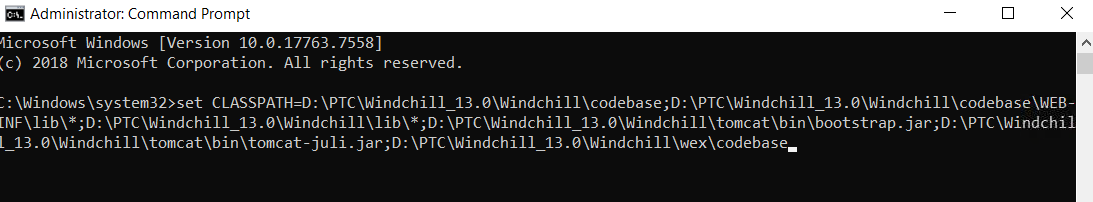 Administrator: Command Prompt
Microsoft Windows [Version 10.0.17763.7558]
(c) 2018 Microsoft Corporation. All rights reserved.
C:\Windows\system32>set CLASSPATH=D:\PTC\Windchill_13.0\Windchill\codebase;D:\PTC\Windchill_13.0\Windchill\codebase\WEB-
INF\lib\*;D:\PTC\Windchill_13.0\Windchill\lib\*;D:\PTC\Windchill_13.0\Windchill\tomcat\bin\bootstrap.jar;D:\PTC\Windchil
l_13.0\Windchill\tomcat\bin\tomcat-juli.jar;D:\PTC\Windchill_13.0\Windchill\wex\codebase